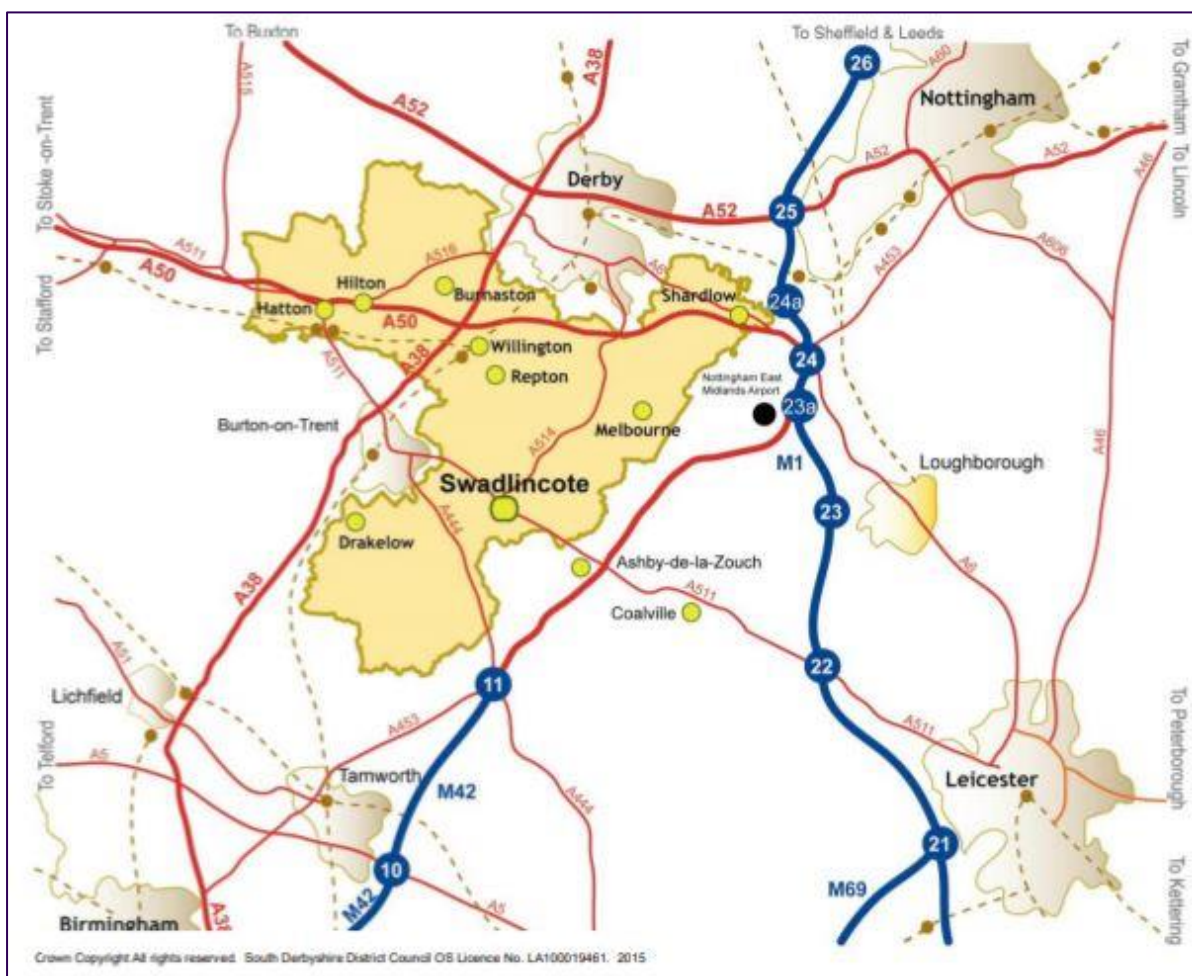 To Buxton
To Sheffield & Leeds
To Grantham
To Lincoln
26
A38
A60
A515
A52
Nottingham
To Stoke -on-Trent
A52
A52
A46
Derby
25
A52
A511
A50
A516
A6
A453
A606
Hilton
Burnaston
Shardlow
24a
Hatton
A50
To Stafford
A38
Willington
24
Repton
Nottingham East
Midlands Airport
23a
A511
Burton-on-Trent
Melbourne
A514
M1
A46
Loughborough
Swadlincote
23
A444
Drakelow
Ashby-de-la-Zouch
A6
A38
A511
Coalville
A51
22
11
Lichfield
A453
A511
To Peterborough
To Telford
A5
Tamworth
Leicester
M42
A444
21
10
M69
To Kettering
M42
A5
Birmingham
A38
Crown Copyright All rights reserved. South Derbyshire District Council OS Licence No. LA100019461. 2015